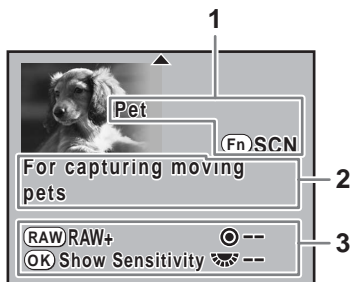 1
Pet
Fn SCN
For capturing moving
pets
2
RAW RAW+ --
OK Show Sensitivity --
3